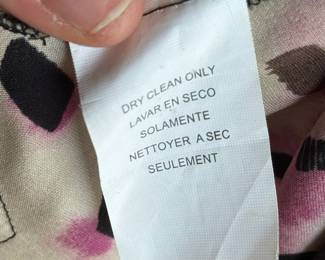 DRY CLEAN ONLY
LAVAR EN SECO
SOLAMENTE
NETTOYER A SEC
SEULEMENT